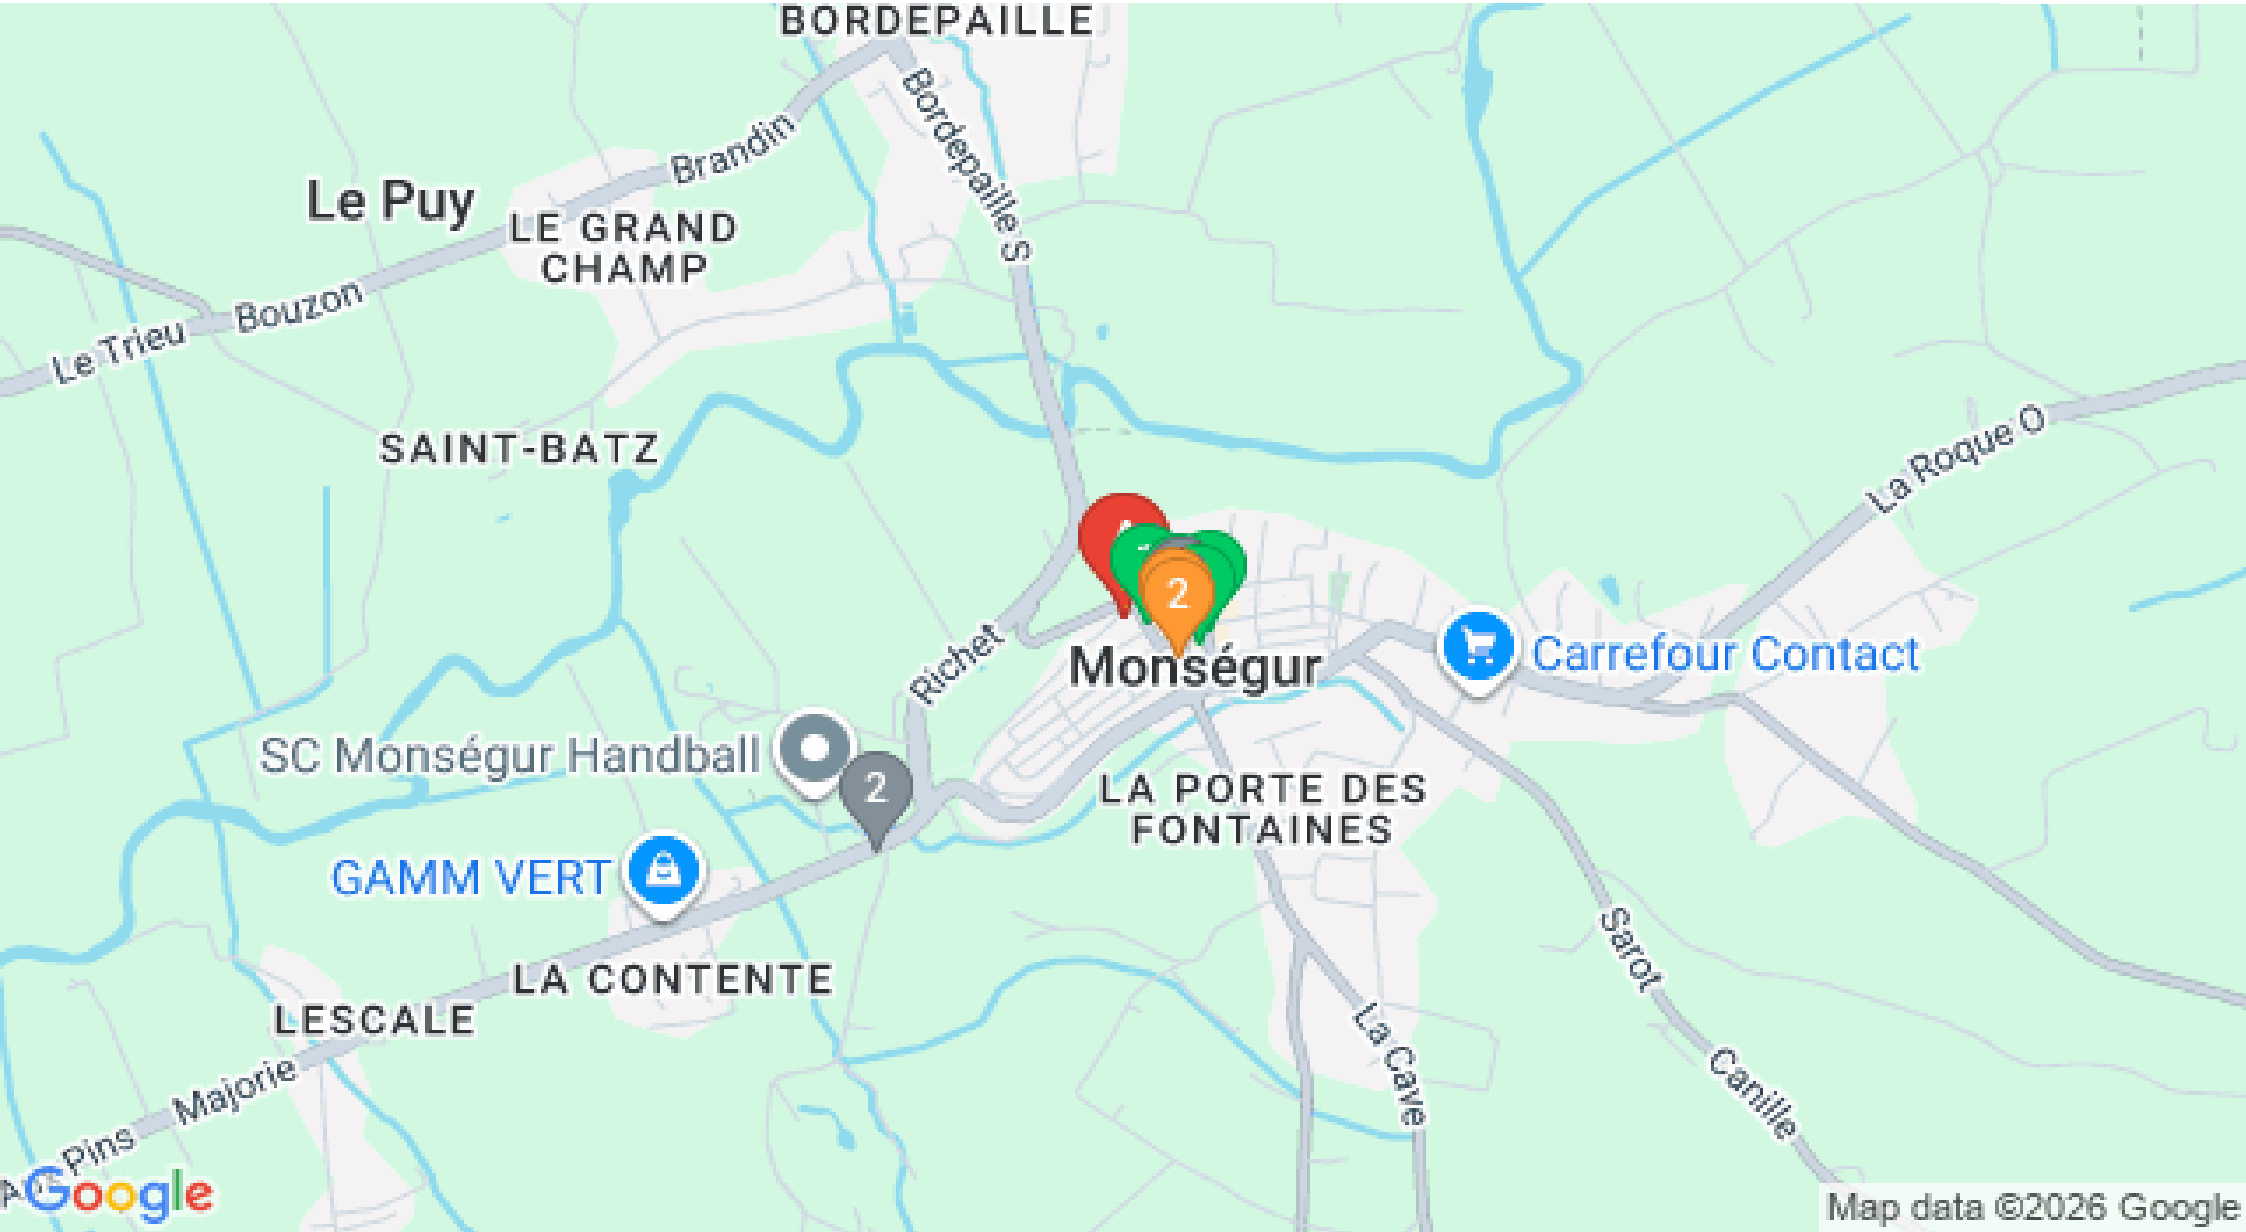 BORDEPAILLE
Bordepaille S
Brandin
Le Puy
LE GRAND
CHAMP
Bouzon
Le Trieu
La Roque O
SAINT-BATZ
2
Richet
Monségur
Carrefour Contact
SC Monségur Handball
2
LA PORTE DES
FONTAINES
GAMM VERT
Sarot
LA CONTENTE
LESCALE
La Cave
Majorie
Canille
Pins
Google
Map data ©2026 Google